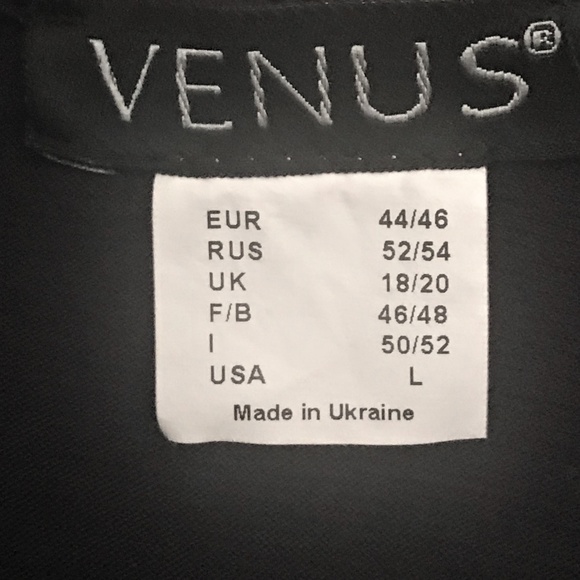 VENUS®
EUR 44/46
RUS 52/54
UK 18/20
F/B 46/48
I 50/52
USA L
Made in Ukraine